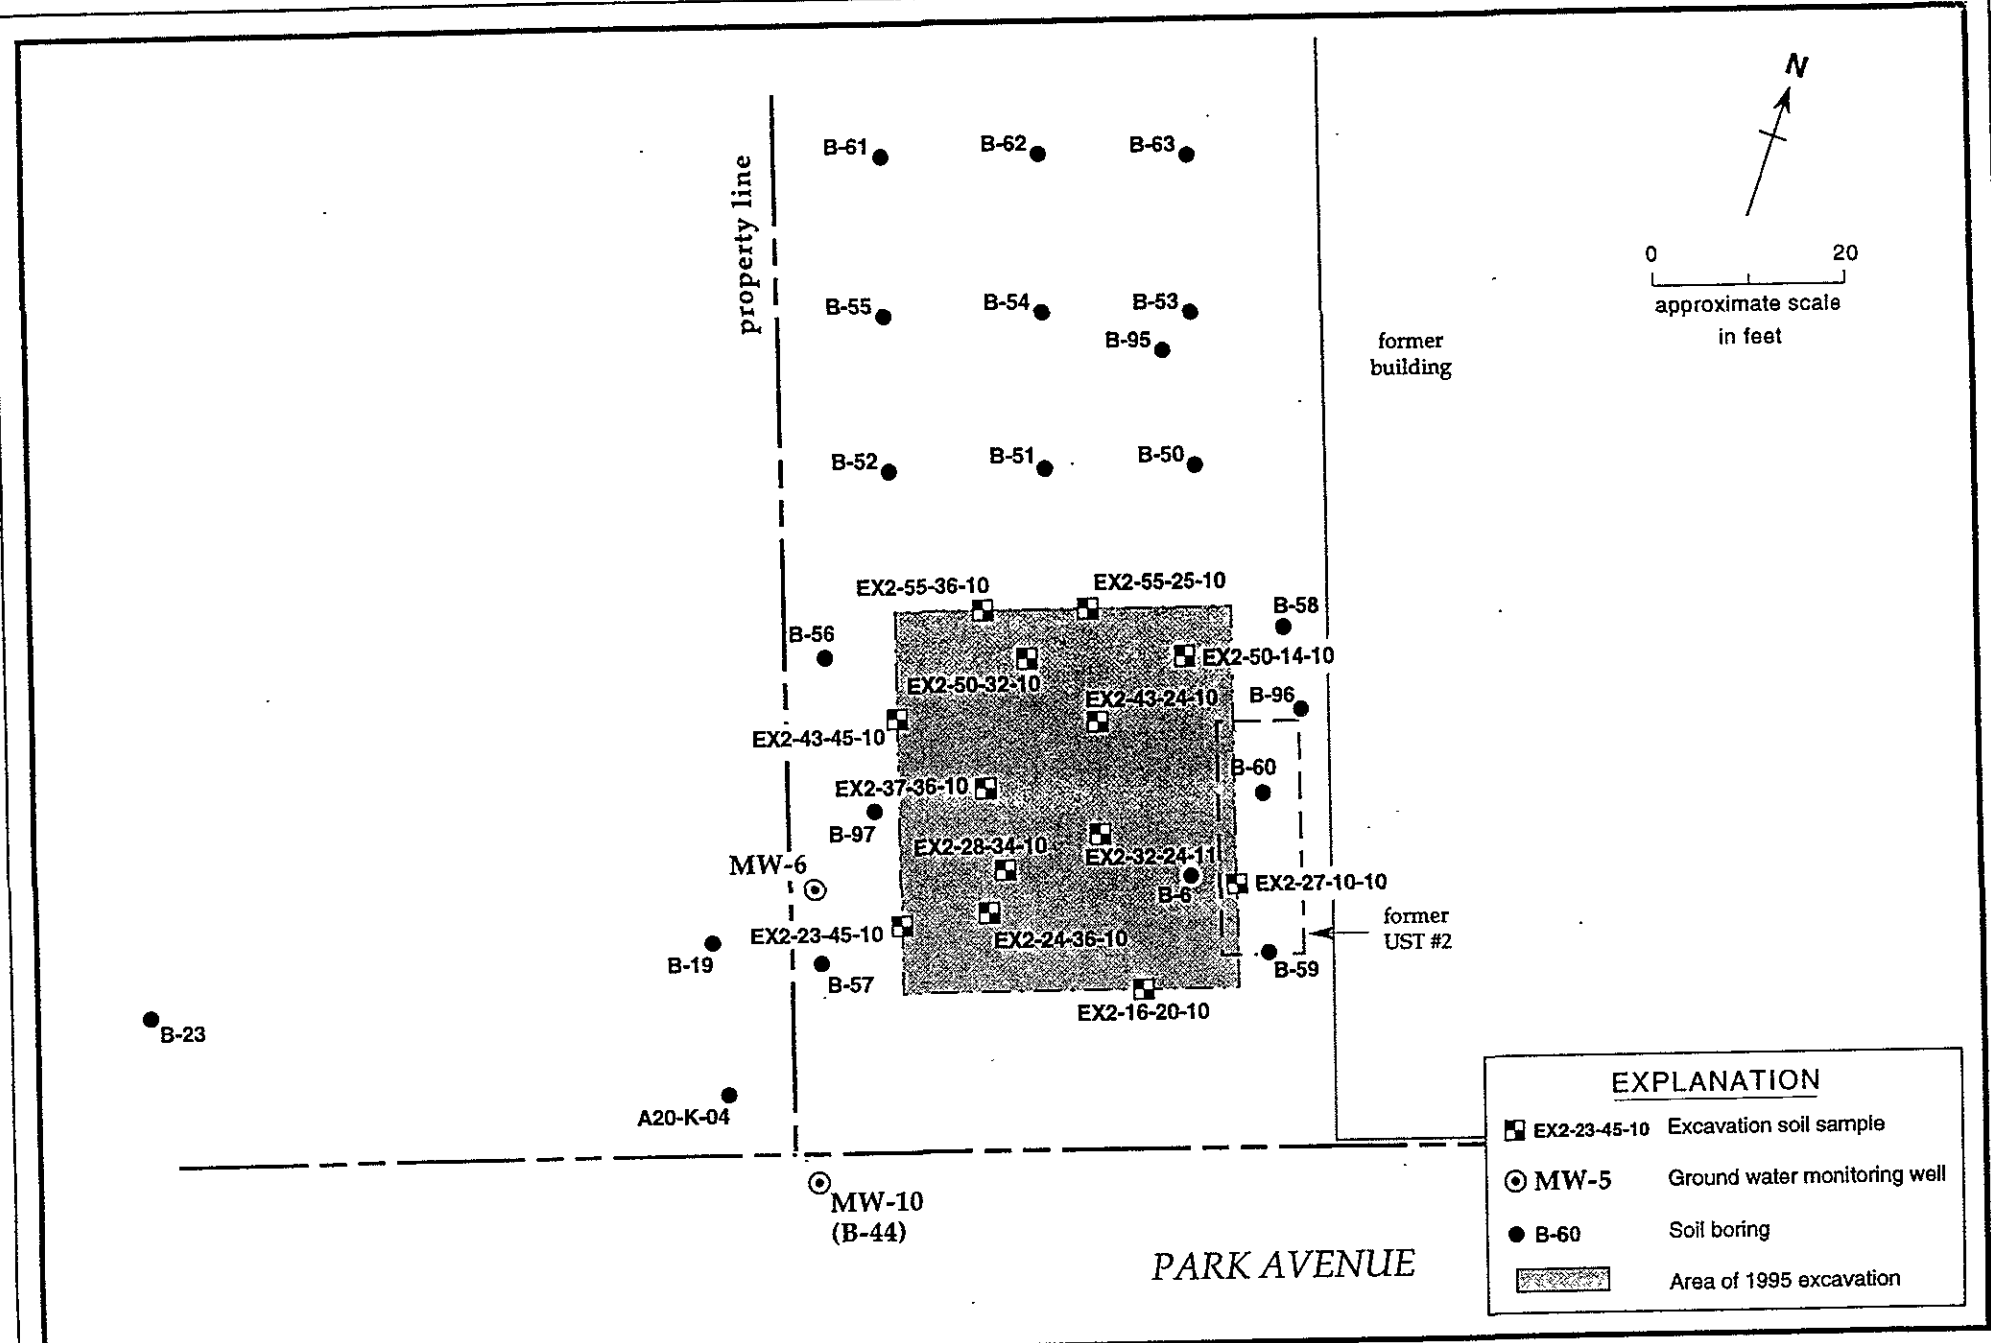 N
0 20
approximate scale
in feet
property line
B-61
B-62
B-63
B-55
B-54
B-53
B-95
former
building
B-52
B-51
B-50
EX2-55-36-10
EX2-55-25-10
B-58
B-56
EX2-50-14-10
EX2-50-32-10
EX2-43-24-10
B-96
EX2-43-45-10
B-60
EX2-37-36-10
B-97
EX2-28-34-10
EX2-32-24-11
MW-6
EX2-27-10-10
B-6
former
UST #2
EX2-23-45-10
EX2-24-36-10
B-19
B-57
B-59
EX2-16-20-10
B-23
A20-K-04
MW-10
(B-44)
PARK AVENUE
EXPLANATION
EX2-23-45-10 Excavation soil sample
MW-5 Ground water monitoring well
B-60 Soil boring
Area of 1995 excavation